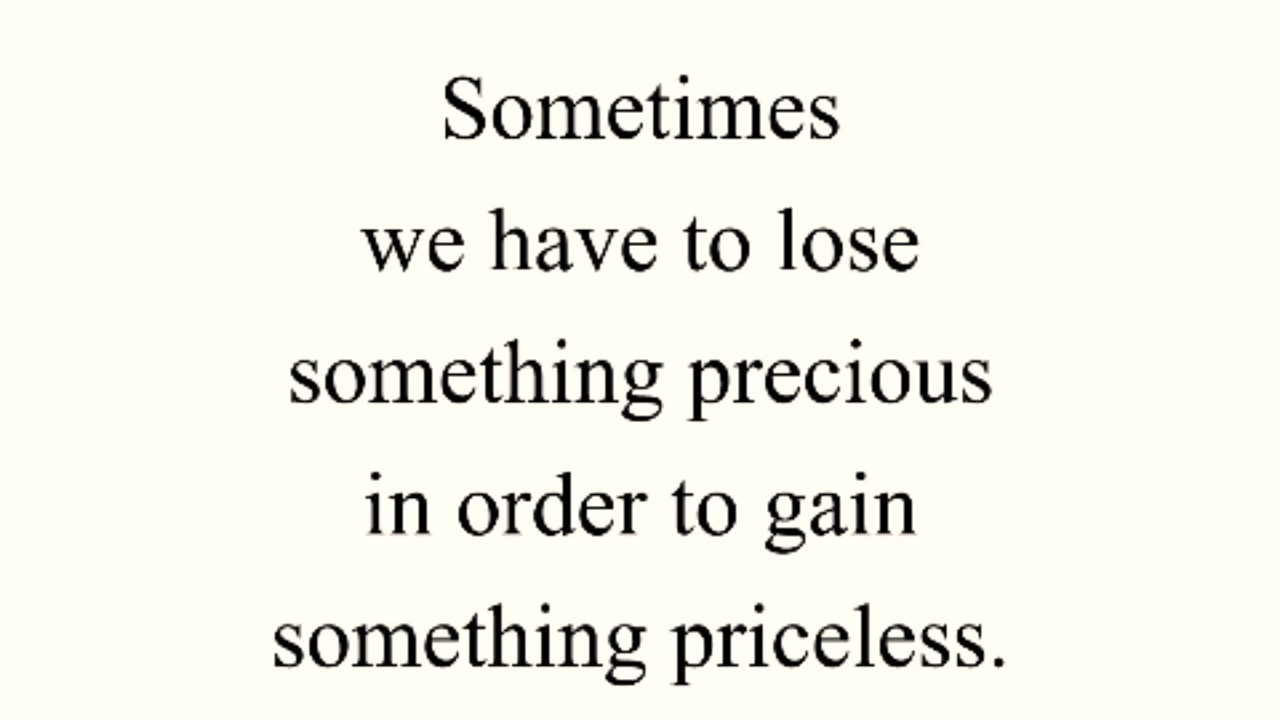 Sometimes
we have to lose
something precious
in order to gain
something priceless.